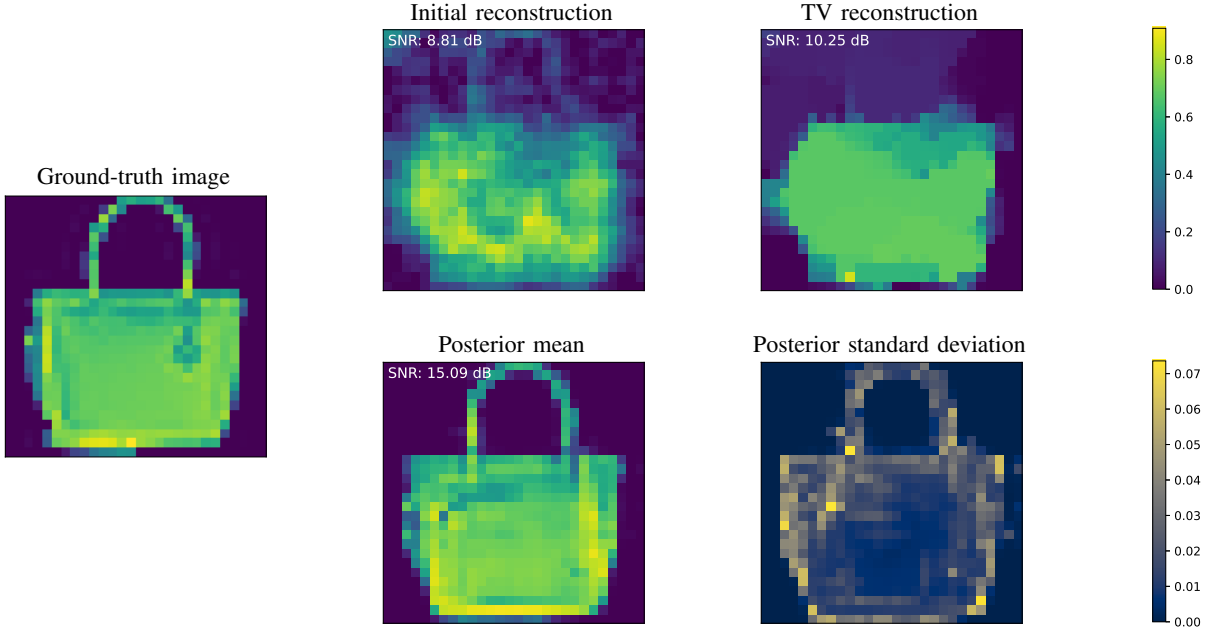 Initial reconstruction
TV reconstruction
SNR: 8.81 dB
SNR: 10.25 dB
0.8
0.6
0.4
0.2
0.0
Ground-truth image
Posterior mean
Posterior standard deviation
SNR: 15.09 dB
0.07
0.06
0.05
0.04
0.03
0.02
0.01
0.00